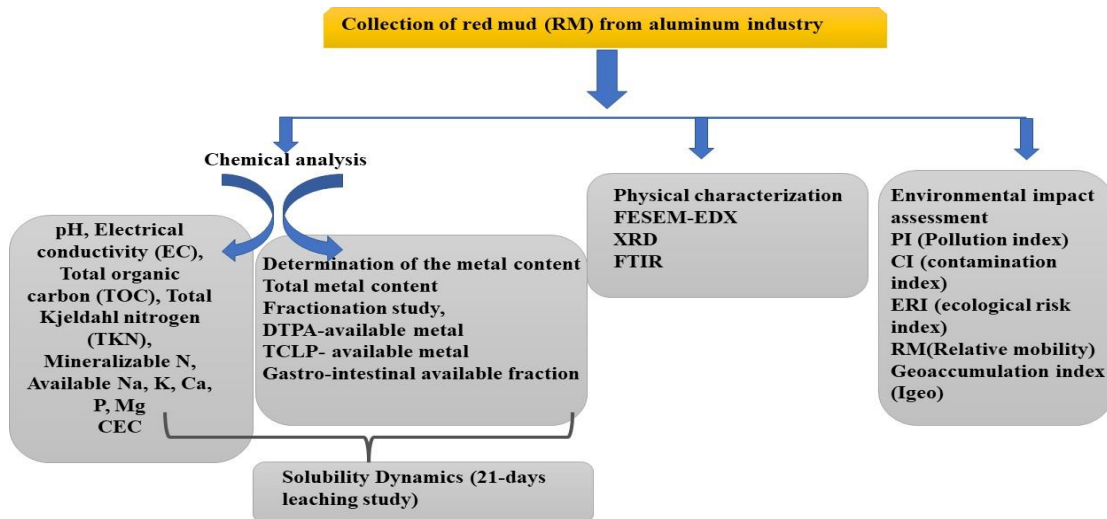 Collection of red mud (RM) from aluminum industry
Chemical analysis
pH, Electrical
conductivity (EC),
Total organic
carbon (TOC), Total
Kjeldahl nitrogen
(TKN),
Mineralizable N,
Available Na, K, Ca,
P, Mg
CEC
Determination of the metal content
Total metal content
Fractionation study,
DTPA-available metal
TCLP- available metal
Gastro-intestinal available fraction
Solubility Dynamics (21-days
leaching study)
Physical characterization
FESEM-EDX
XRD
FTIR
Environmental impact
assessment
PI (Pollution index)
CI (contamination
index)
ERI (ecological risk
index)
RM(Relative mobility)
Geoaccumulation index
(Igeo)